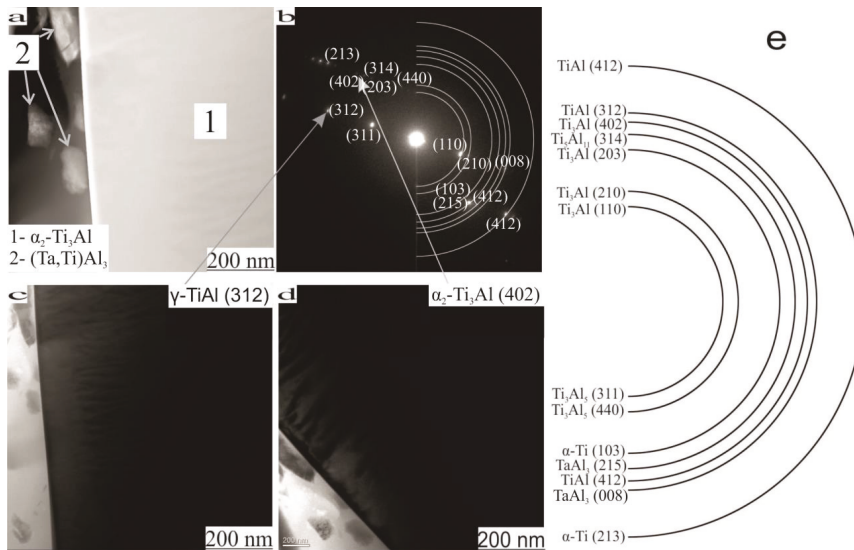 a
2
1
1- α₂-Ti₃Al
2- (Ta,Ti)Al₃
200 nm
b
(213)
(314)
(402)
203)
(440)
(312)
(311)
(110)
(210)
(008)
(103)
(412)
(215)
(412)
c
γ-TiAl (312)
200 nm
d
α₂-Ti₃Al (402)
200 nm
200 nm
e
TiAl (412)
TiAl (312)
Ti₃Al (402)
Ti₅Al₁₁ (314)
Ti₃Al (203)
Ti₃Al (210)
Ti₃Al (110)
Ti₃Al₅ (311)
Ti₃Al₅ (440)
α-Ti (103)
TaAl₃ (215)
TiAl (412)
TaAl₃ (008)
α-Ti (213)